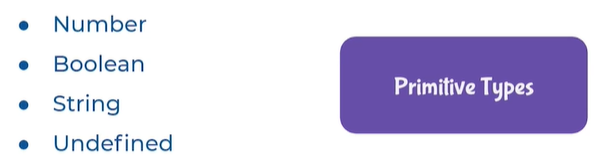 • Number
• Boolean
• String
• Undefined
Primitive Types